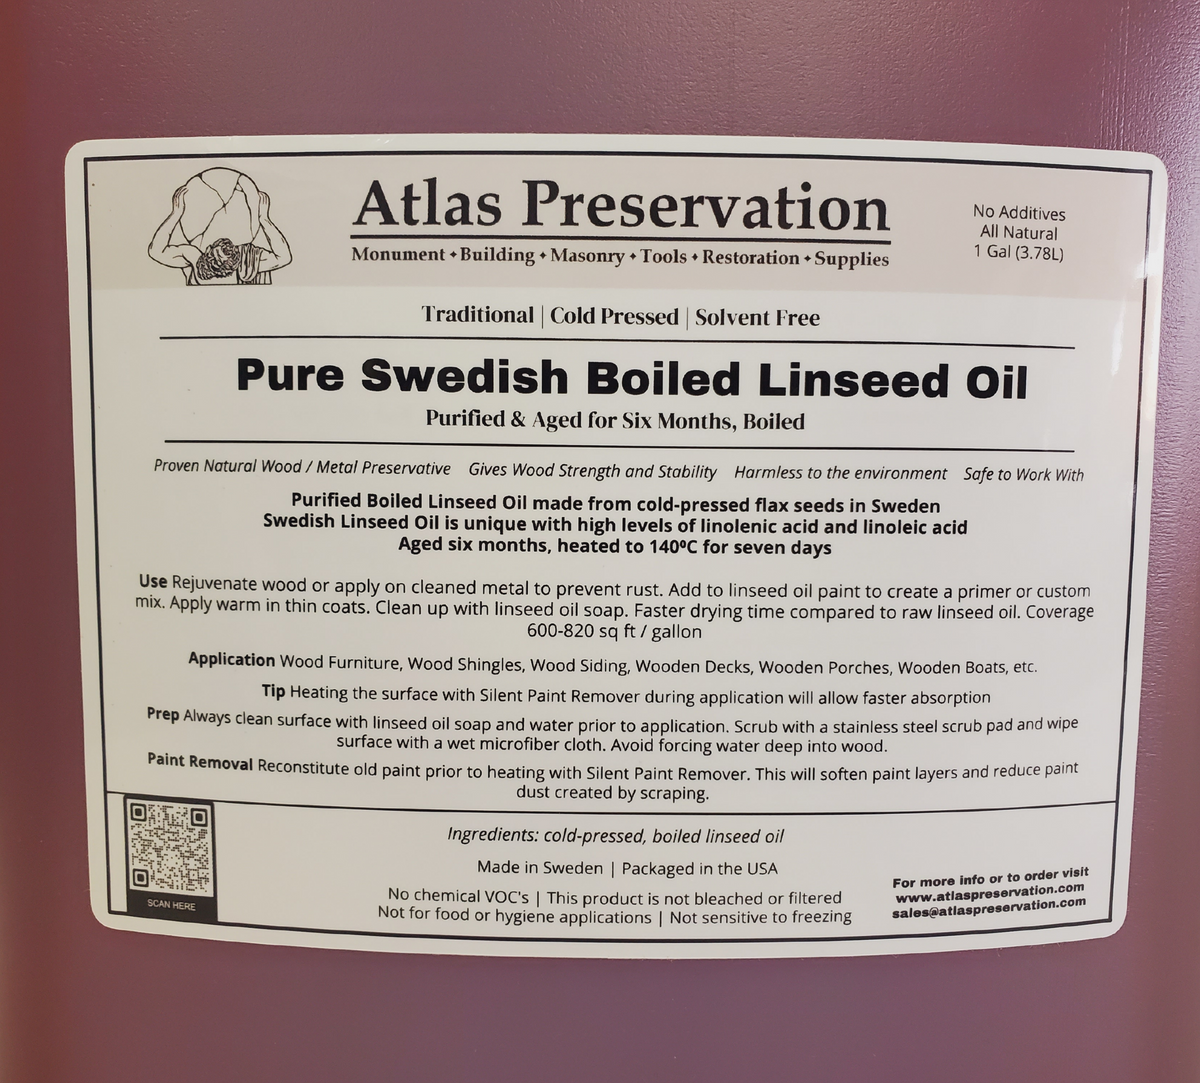 Atlas Preservation
Monument • Building • Masonry • Tools • Restoration • Supplies
No Additives
All Natural
1 Gal (3.78L)
Traditional | Cold Pressed | Solvent Free
Pure Swedish Boiled Linseed Oil
Purified & Aged for Six Months, Boiled
Proven Natural Wood / Metal Preservative Gives Wood Strength and Stability Harmless to the environment Safe to Work With
Purified Boiled Linseed Oil made from cold-pressed flax seeds in Sweden
Swedish Linseed Oil is unique with high levels of linolenic acid and linoleic acid
Aged six months, heated to 140ºC for seven days
Use Rejuvenate wood or apply on cleaned metal to prevent rust. Add to linseed oil paint to create a primer or custom
mix. Apply warm in thin coats. Clean up with linseed oil soap. Faster drying time compared to raw linseed oil. Coverage
600-820 sq ft / gallon
Application Wood Furniture, Wood Shingles, Wood Siding, Wooden Decks, Wooden Porches, Wooden Boats, etc.
Tip Heating the surface with Silent Paint Remover during application will allow faster absorption
Prep Always clean surface with linseed oil soap and water prior to application. Scrub with a stainless steel scrub pad and wipe
surface with a wet microfiber cloth. Avoid forcing water deep into wood.
Paint Removal Reconstitute old paint prior to heating with Silent Paint Remover. This will soften paint layers and reduce paint
dust created by scraping.
SCAN HERE
Ingredients: cold-pressed, boiled linseed oil
Made in Sweden | Packaged in the USA
No chemical VOC's | This product is not bleached or filtered
Not for food or hygiene applications | Not sensitive to freezing
For more info or to order visit
www.atlaspreservation.com
sales@atlaspreservation.com